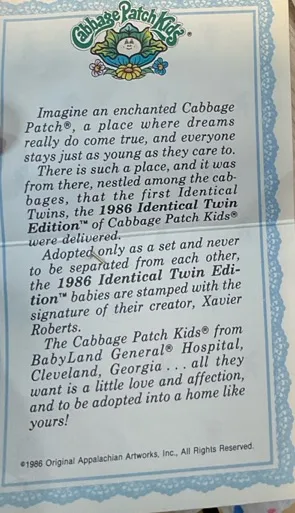 Cabbage Patch Kids®
Imagine an enchanted Cabbage
Patch®, a place where dreams
really do come true, and everyone
stays just as young as they care to.
There is such a place, and it was
from there, nestled among the cab-
bages, that the first Identical
Twins, the 1986 Identical Twin
Edition™ of Cabbage Patch Kids®
were delivered.
Adopted only as a set and never
to be separated from each other,
the 1986 Identical Twin Edi-
tion™ babies are stamped with the
signature of their creator, Xavier
Roberts.
The Cabbage Patch Kids® from
BabyLand General® Hospital,
Cleveland, Georgia . . . all they
want is a little love and affection,
and to be adopted into a home like
yours!
©1986 Original Appalachian Artworks, Inc., All Rights Reserved.